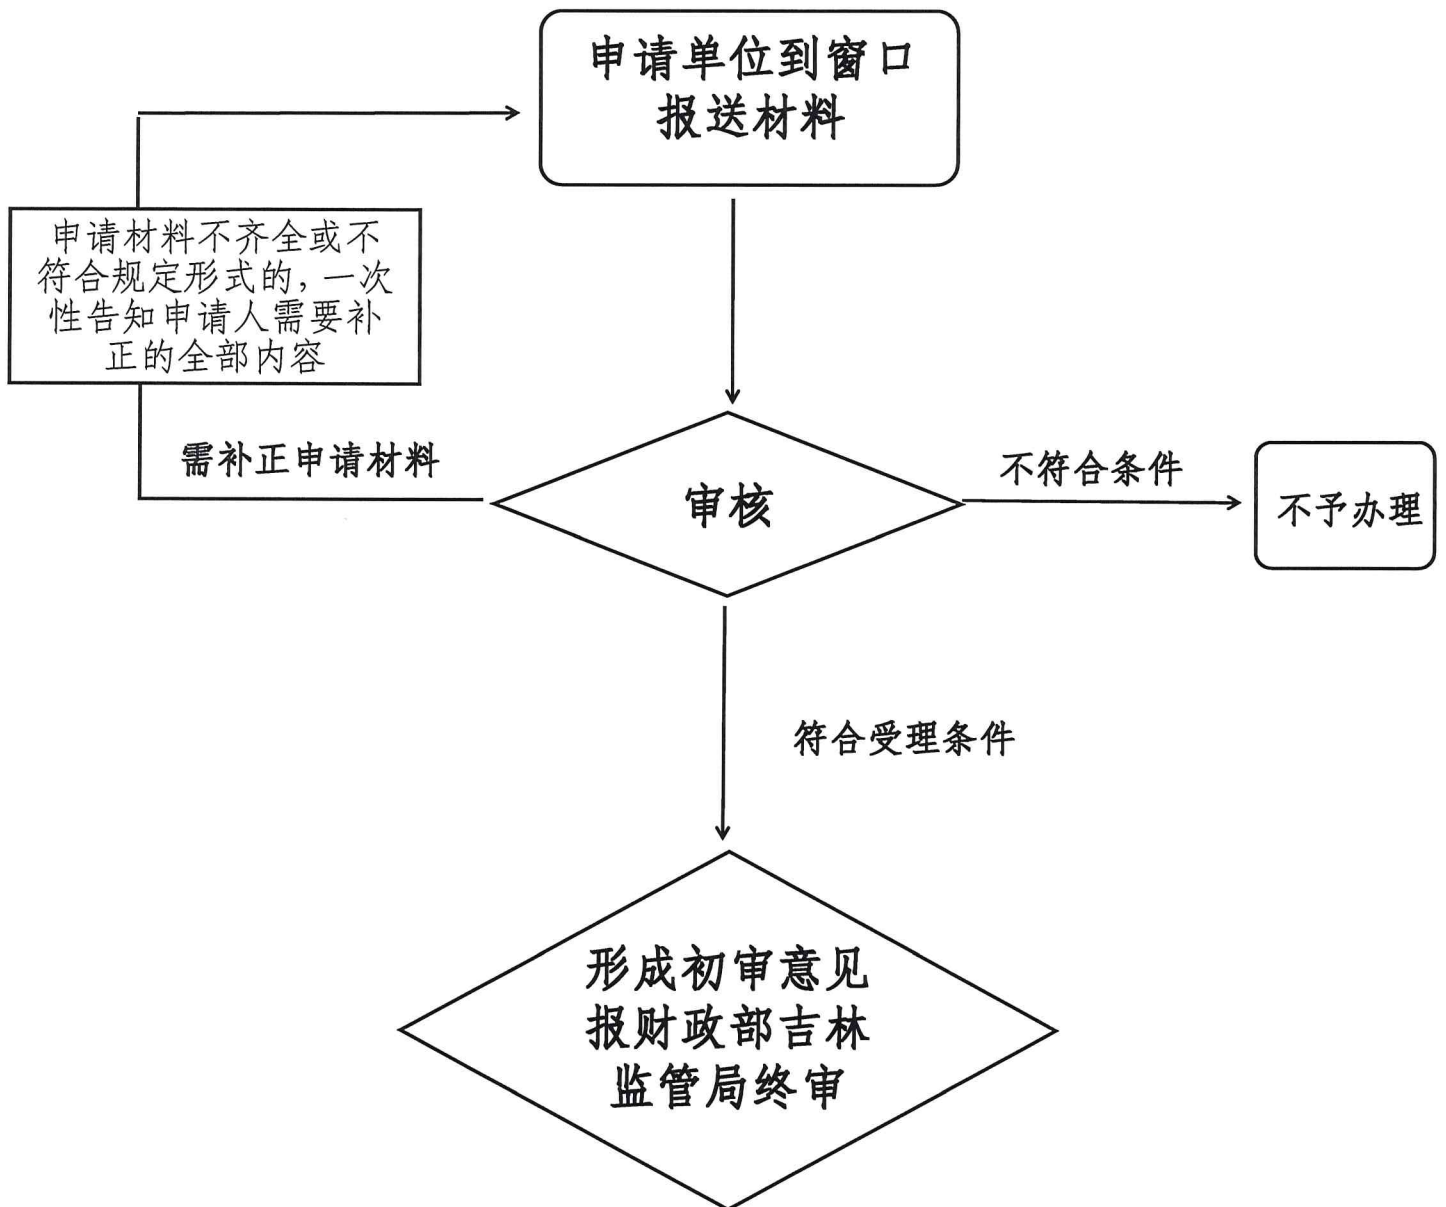 申请单位到窗口
报送材料
申请材料不齐全或不
符合规定形式的，一次
性告知申请人需要补
正的全部内容
需补正申请材料
审核
不符合条件
不予办理
符合受理条件
形成初审意见
报财政部吉林
监管局终审